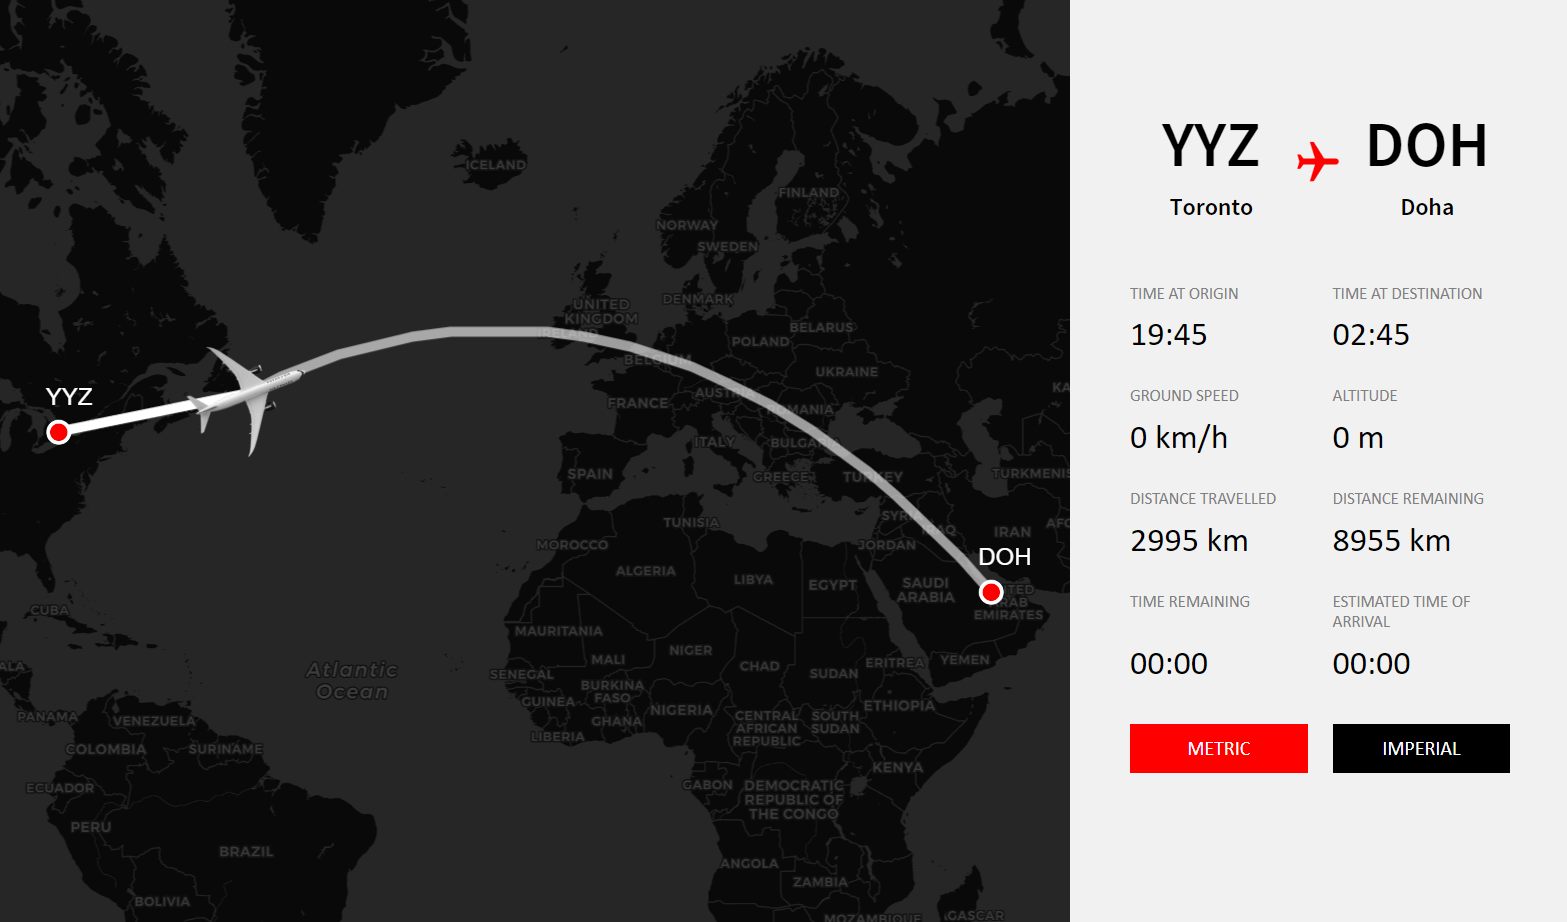 ICELAND
FINLAND
NORWAY
SWEDEN
UNITED
KINGDOM
DENMARK
IRELAND
BELARUS
POLAND
BELGIUM
UKRAINE
AUSTRIA
FRANCE
ROMANIA
ITALY
BULGARIA
SPAIN
GREECE
TURKEY
TURKMENIS
YYZ
TUNISIA
SYRIA
IRAQ
IRAN
AFG
MOROCCO
JORDAN
DOH
ALGERIA
LIBYA
EGYPT
SAUDI
ARABIA
UNITED
ARAB
EMIRATES
CUBA
MAURITANIA
MALI
NIGER
CHAD
SUDAN
ERITREA
YEMEN
ALA
Atlantic
Ocean
SENEGAL
BURKINA
FASO
GUINEA
GHANA
NIGERIA
CENTRAL
AFRICAN
REPUBLIC
SOUTH
SUDAN
ETHIOPIA
LIBERIA
PANAMA
VENEZUELA
COLOMBIA
SURINAME
KENYA
ECUADOR
GABON
DEMOCRATIC
REPUBLIC OF
THE CONGO
PERU
BRAZIL
ANGOLA
ZAMBIA
BOLIVIA
MOZAMBIQUE
GASCAR
YYZ DOH
Toronto Doha
TIME AT ORIGIN TIME AT DESTINATION
19:45 02:45
GROUND SPEED ALTITUDE
0 km/h 0 m
DISTANCE TRAVELLED DISTANCE REMAINING
2995 km 8955 km
TIME REMAINING ESTIMATED TIME OF
ARRIVAL
00:00 00:00
METRIC IMPERIAL